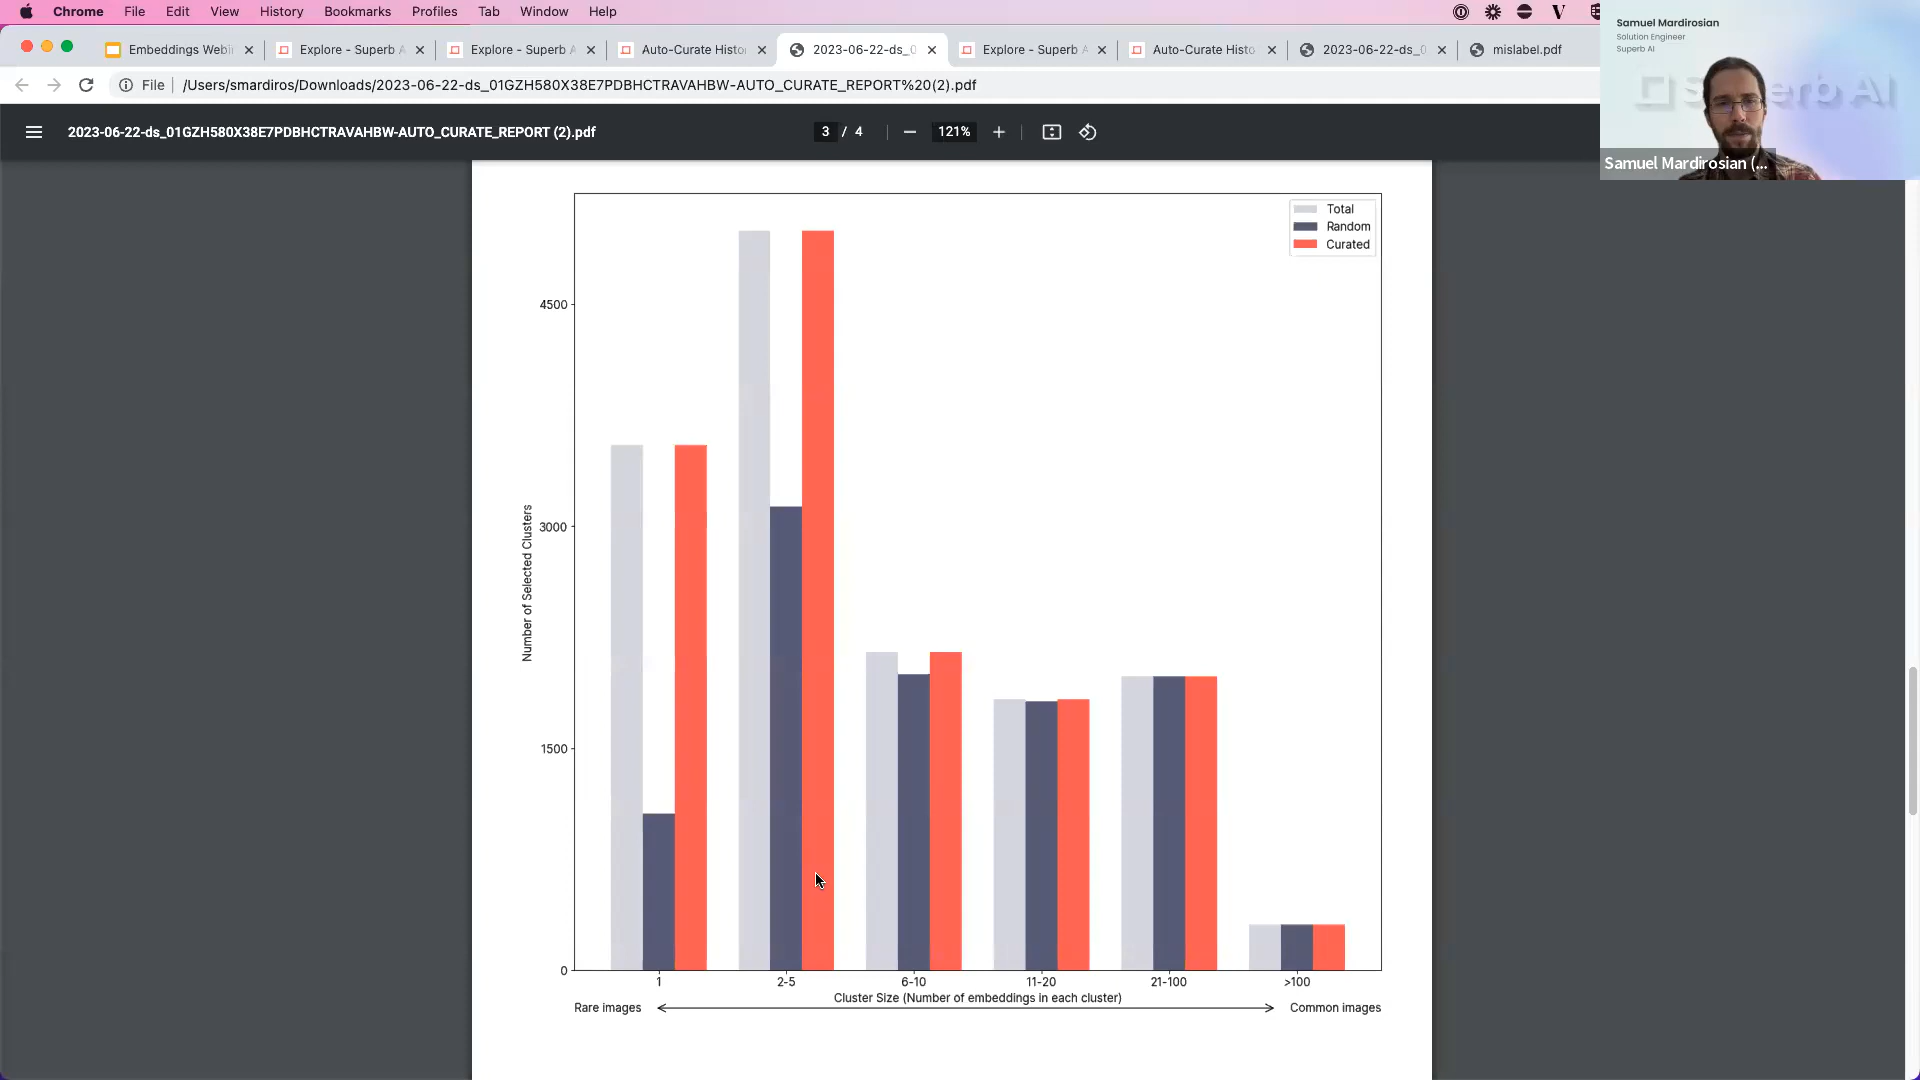 Chrome File Edit View History Bookmarks Profiles Tab Window Help
Embeddings Webi
Explore - Superb A
Explore - Superb A
Auto-Curate Histo
2023-06-22-ds_0
Explore - Superb A
Auto-Curate Histo
2023-06-22-ds_0
mislabel.pdf
File /Users/smardiros/Downloads/2023-06-22-ds_01GZH580X38E7PDBHCTRAVAHBW-AUTO_CURATE_REPORT%20(2).pdf
2023-06-22-ds_01GZH580X38E7PDBHCTRAVAHBW-AUTO_CURATE_REPORT (2).pdf
3 / 4
121%
Samuel Mardirosian
Solution Engineer
Superb AI
Samuel Mardirosian (...
Total
Random
Curated
4500
3000
1500
0
Number of Selected Clusters
1 2-5 6-10 11-20 21-100 >100
Cluster Size (Number of embeddings in each cluster)
Rare images
Common images